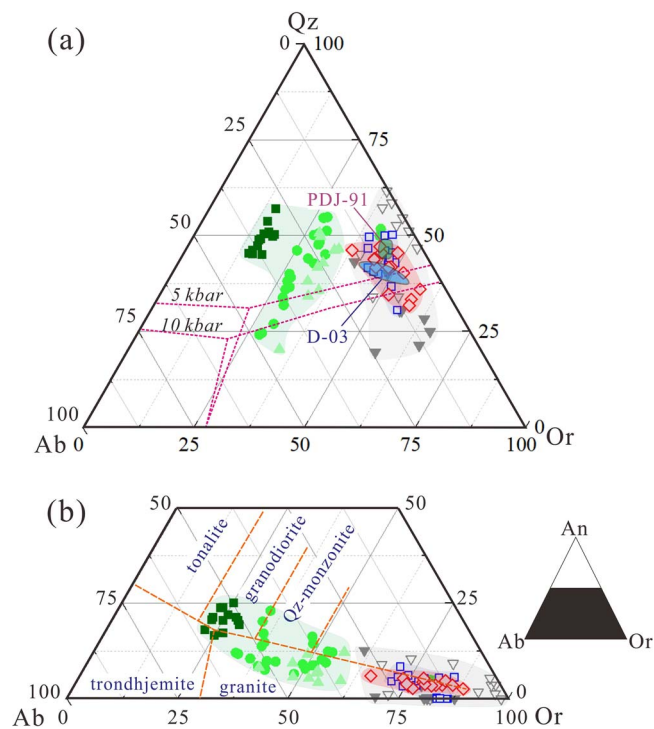 (a)
Qz
0 100
25 75
PDJ-91
50 50
5 kbar
75 10 kbar 25
D-03
100 0
Ab 0 25 50 75 100 Or
(b)
50 50
tonalite
granodiorite
Qz-monzonite
An
75 25
Ab Or
trondhjemite granite
100 0
Ab 0 25 50 75 100 Or